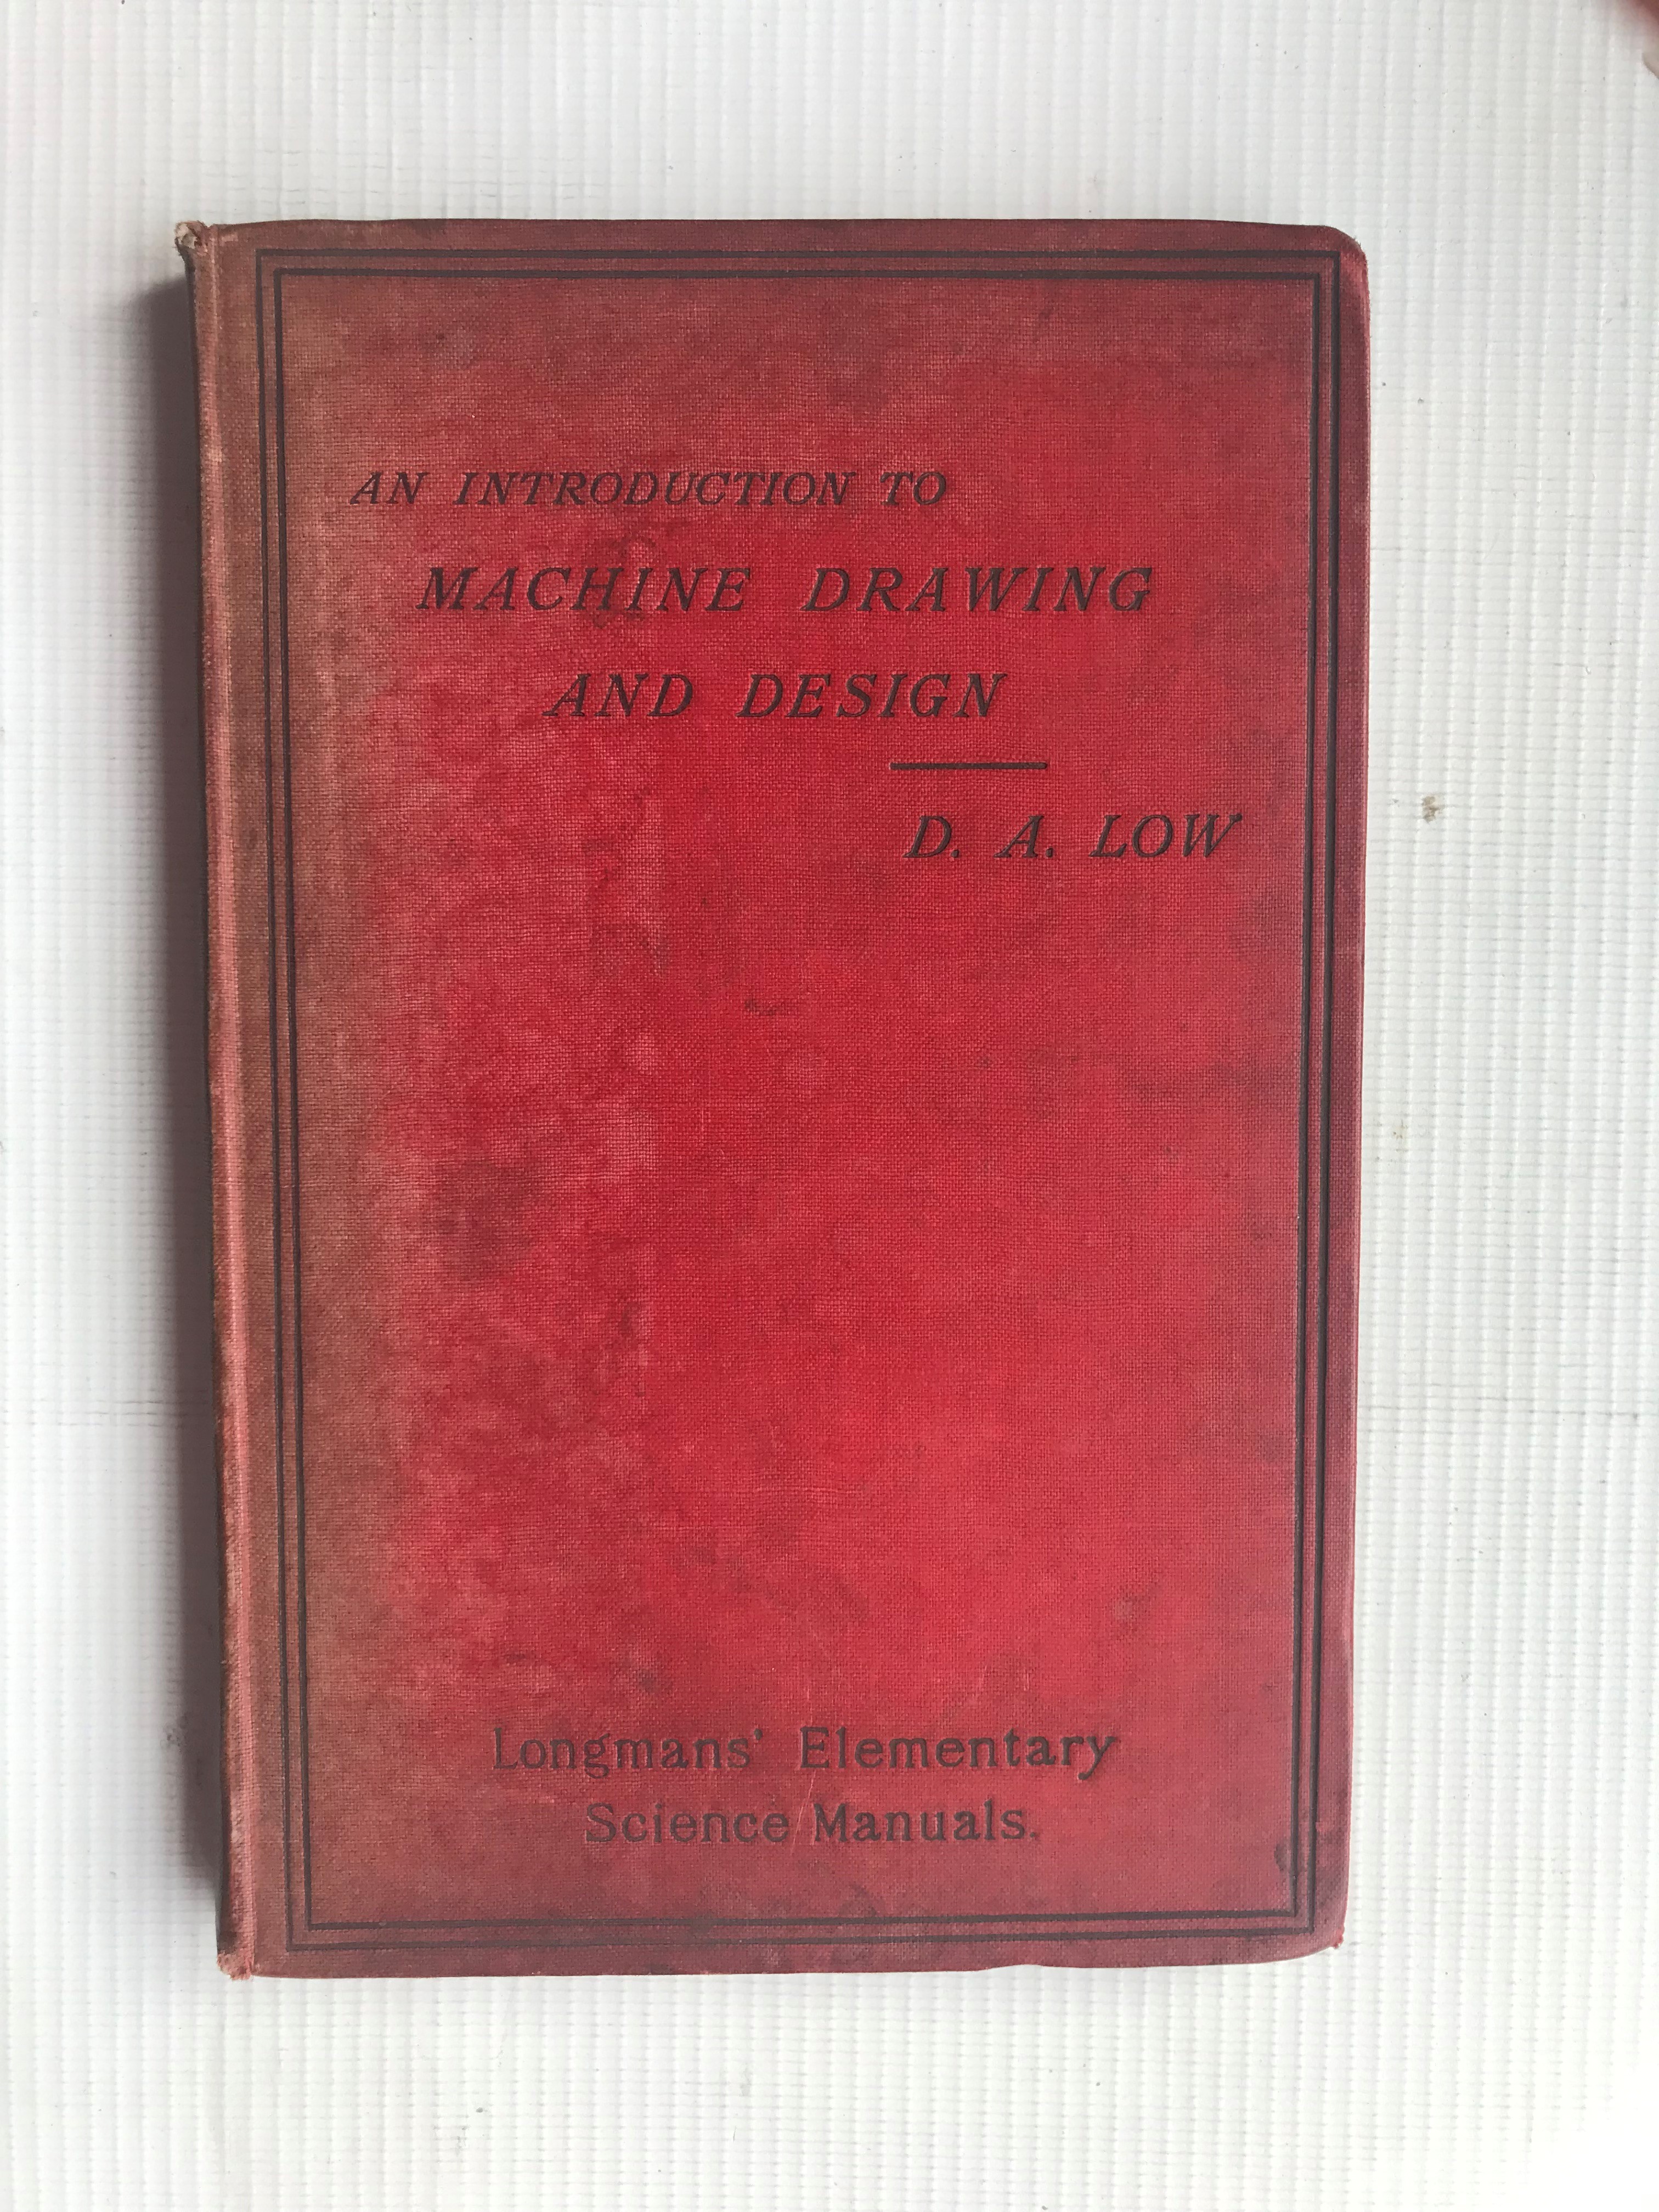 AN INTRODUCTION TO
MACHINE DRAWING
AND DESIGN
D. A. LOW
Longmans' Elementary
Science Manuals.